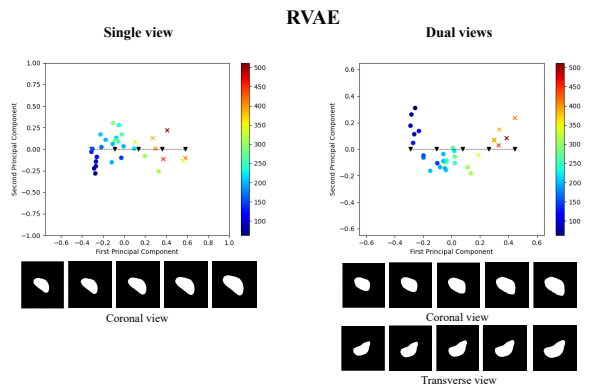 RVAE
Single view
Dual views
1.00
0.75
0.50
0.25
0.00
−0.25
−0.50
−0.75
−1.00
Second Principal Component
−0.6 −0.4 −0.2 0.0 0.2 0.4 0.6 0.8 1.0
First Principal Component
500
450
400
350
300
250
200
150
100
Coronal view
0.6
0.4
0.2
0.0
−0.2
−0.4
−0.6
Second Principal Component
−0.6 −0.4 −0.2 0.0 0.2 0.4 0.6
First Principal Component
500
450
400
350
300
250
200
150
100
Coronal view
Transverse view